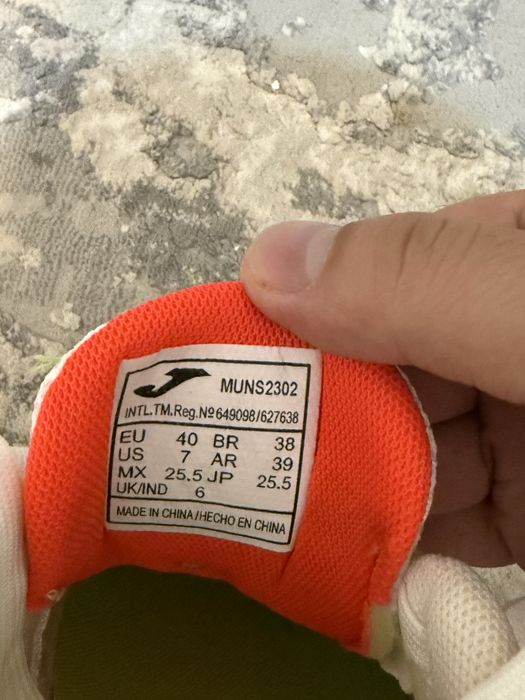 MUNS2302
INTL.TM.Reg.Nº649098/627638
EU 40 BR 38
US 7 AR 39
MX 25.5 JP 25.5
UK/IND 6
MADE IN CHINA/HECHO EN CHINA